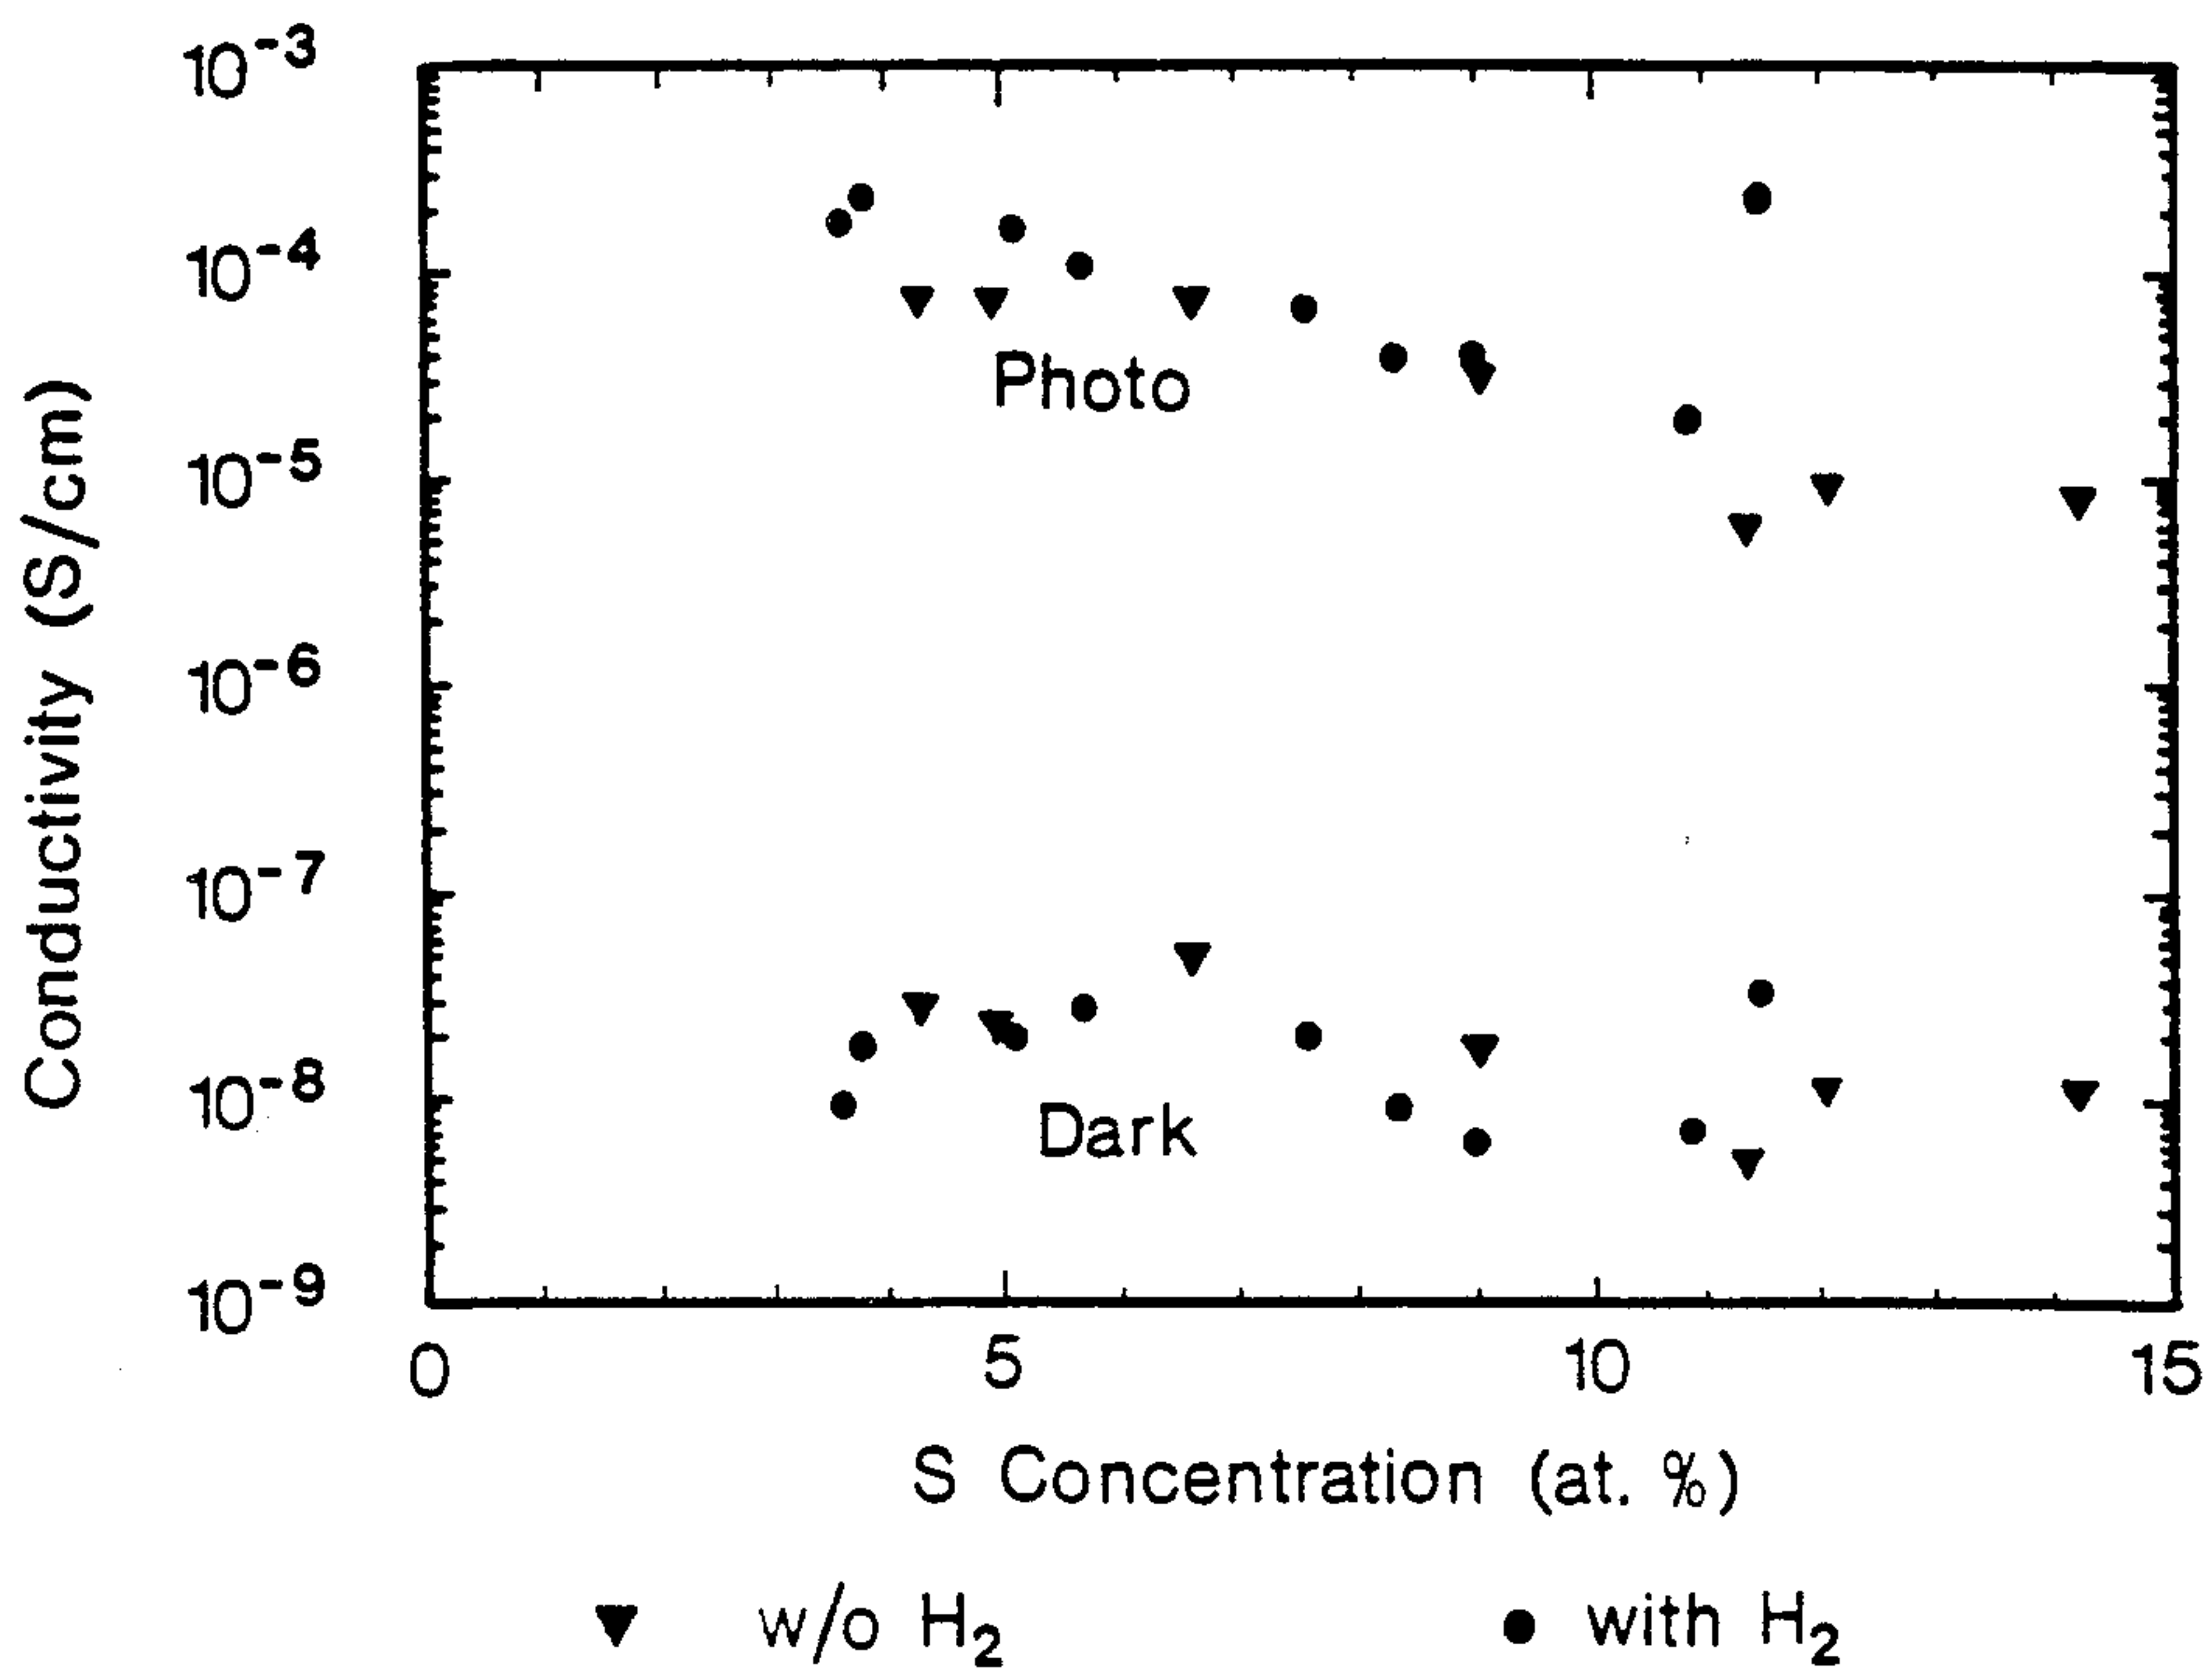 10⁻³
10⁻⁴
10⁻⁵
10⁻⁶
10⁻⁷
10⁻⁸
10⁻⁹
Conductivity (S/cm)
Photo
Dark
0 5 10 15
S Concentration (at. %)
w/o H₂ with H₂